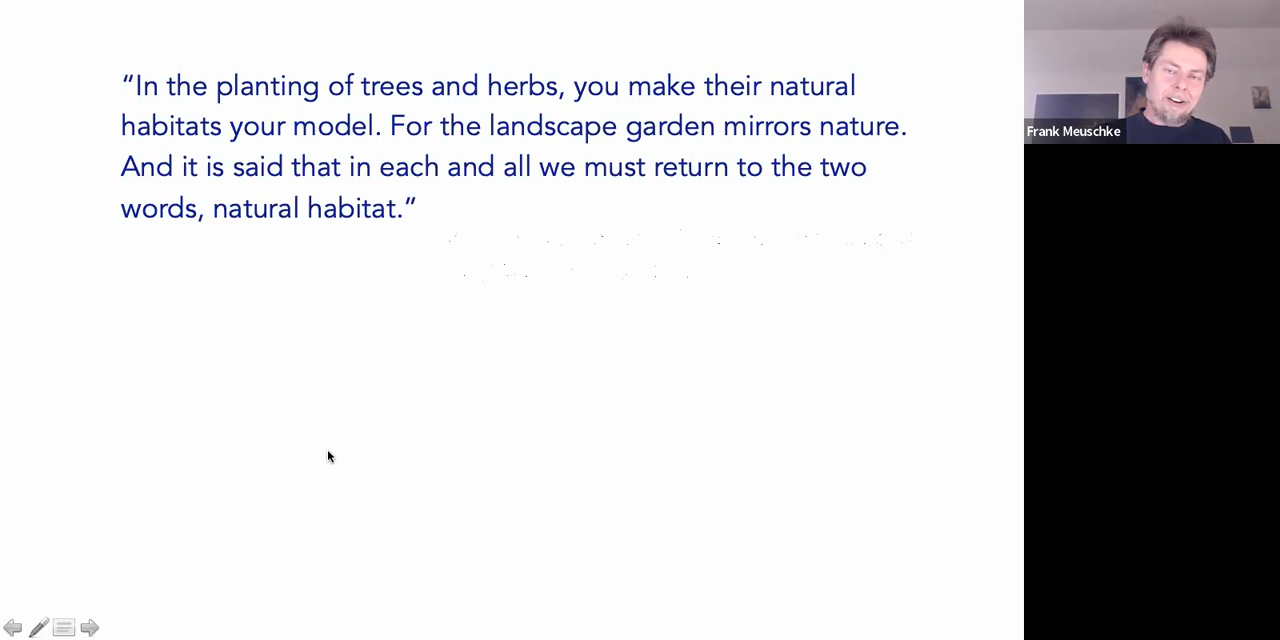 “In the planting of trees and herbs, you make their natural
habitats your model. For the landscape garden mirrors nature.
And it is said that in each and all we must return to the two
words, natural habitat.”
Frank Meuschke